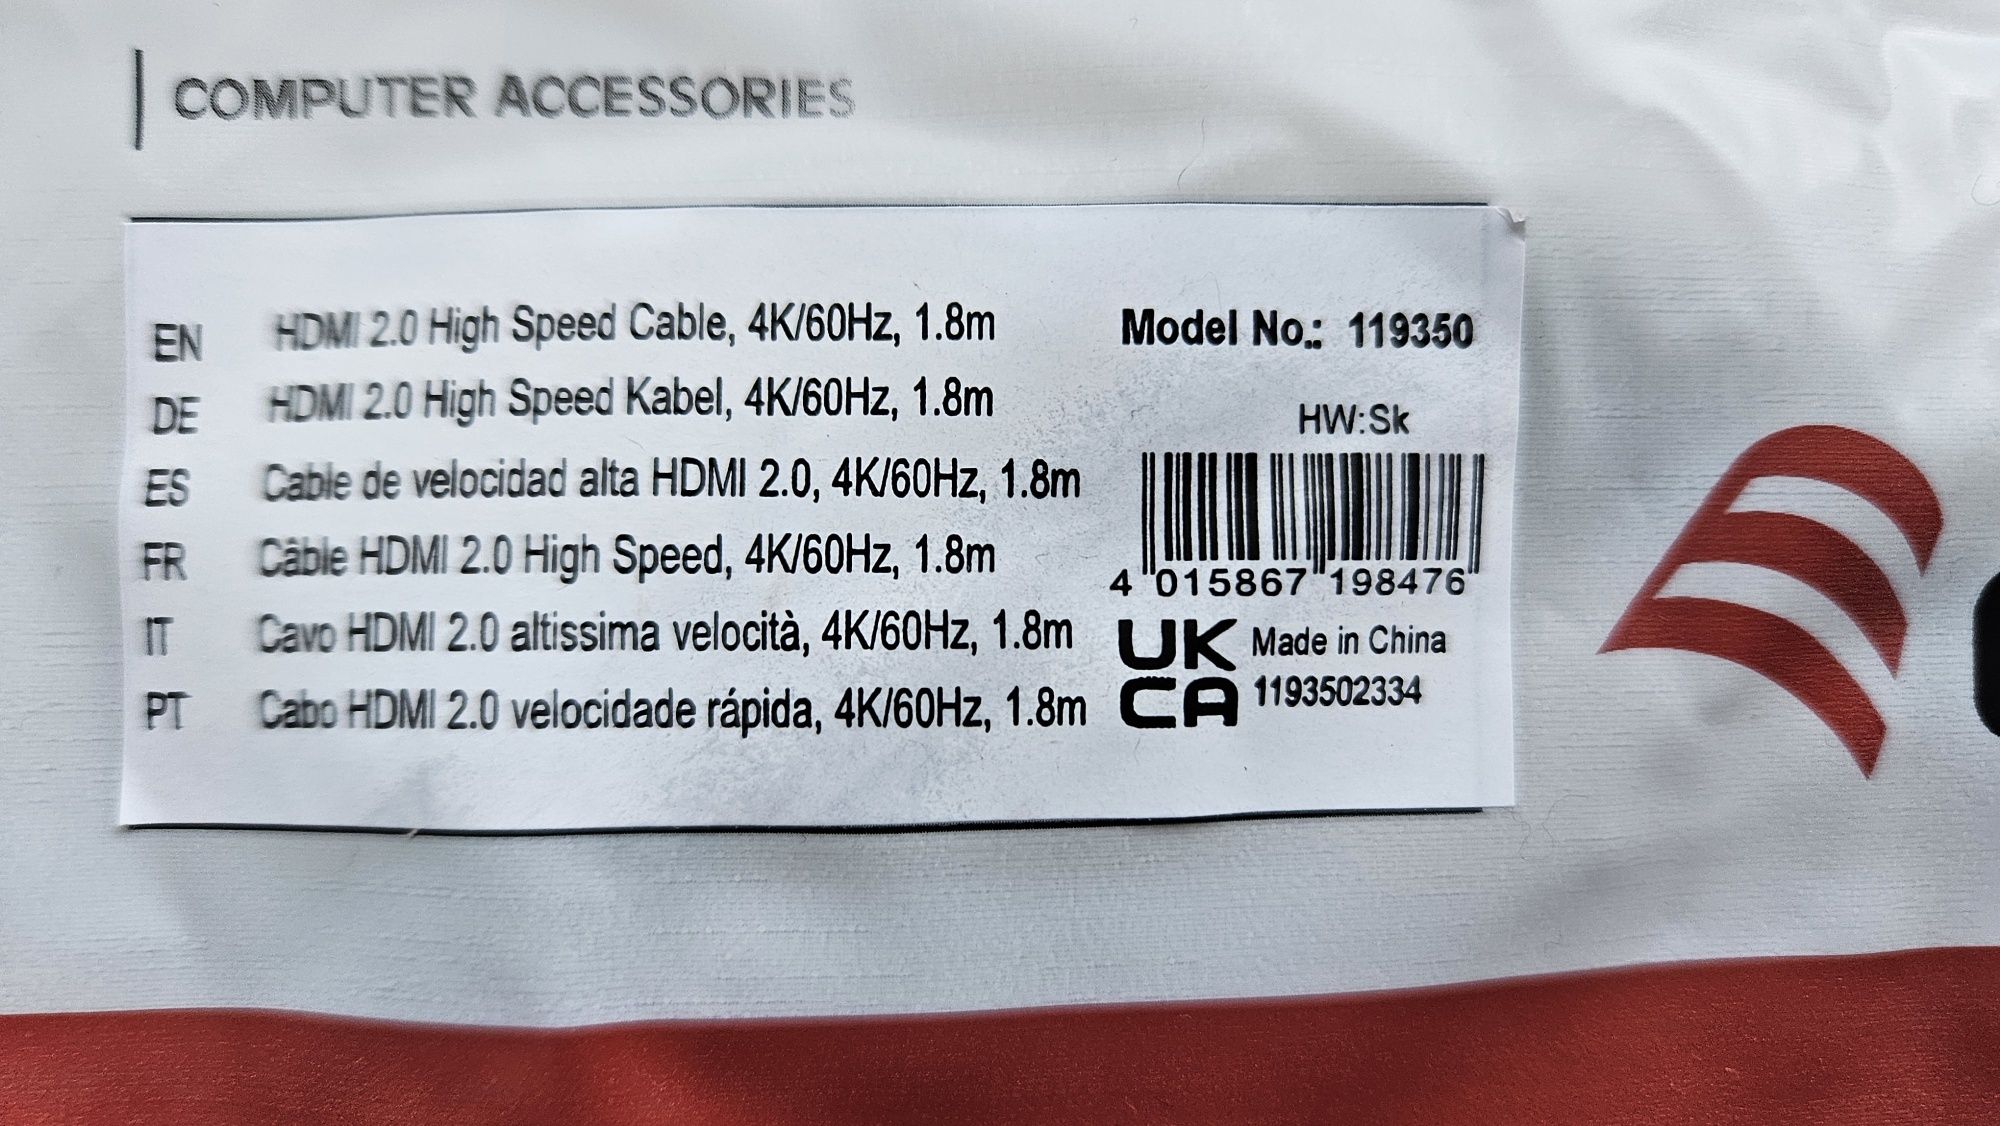 COMPUTER ACCESSORIES
EN HDMI 2.0 High Speed Cable, 4K/60Hz, 1.8m
DE HDMI 2.0 High Speed Kabel, 4K/60Hz, 1.8m
ES Cable de velocidad alta HDMI 2.0, 4K/60Hz, 1.8m
FR Câble HDMI 2.0 High Speed, 4K/60Hz, 1.8m
IT Cavo HDMI 2.0 altissima velocità, 4K/60Hz, 1.8m
PT Cabo HDMI 2.0 velocidade rápida, 4K/60Hz, 1.8m
Model No.: 119350
HW:Sk
4 015867 198476
UK
CA
Made in China
1193502334